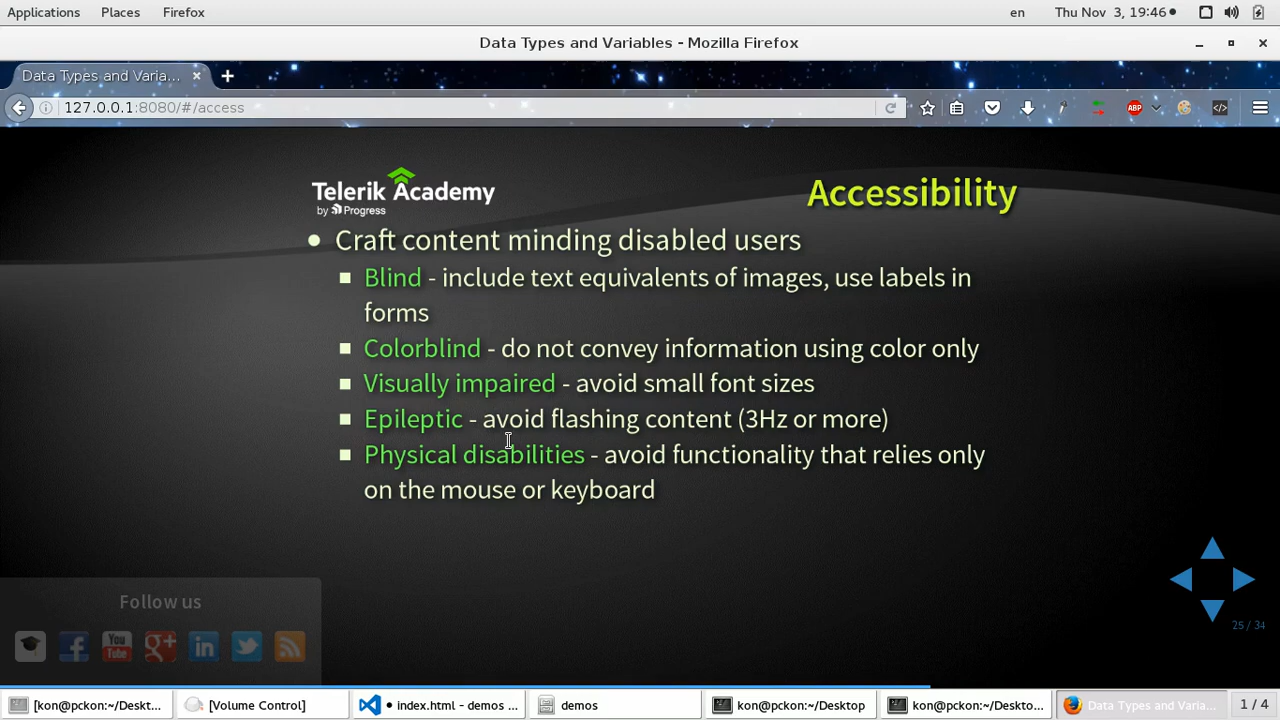 Applications Places Firefox en Thu Nov 3, 19:46
Data Types and Variables - Mozilla Firefox
Data Types and Varia...
127.0.0.1:8080/#/access
ABP
Telerik Academy
by Progress
Accessibility
Craft content minding disabled users
Blind - include text equivalents of images, use labels in
forms
Colorblind - do not convey information using color only
Visually impaired - avoid small font sizes
Epileptic - avoid flashing content (3Hz or more)
Physical disabilities - avoid functionality that relies only
on the mouse or keyboard
25 / 34
Follow us
You Tube g+ in
[kon@pckon:~/Deskt... [Volume Control] • index.html - demos ... demos kon@pckon:~/Desktop kon@pckon:~/Deskto... Data Types and Varia... 1 / 4